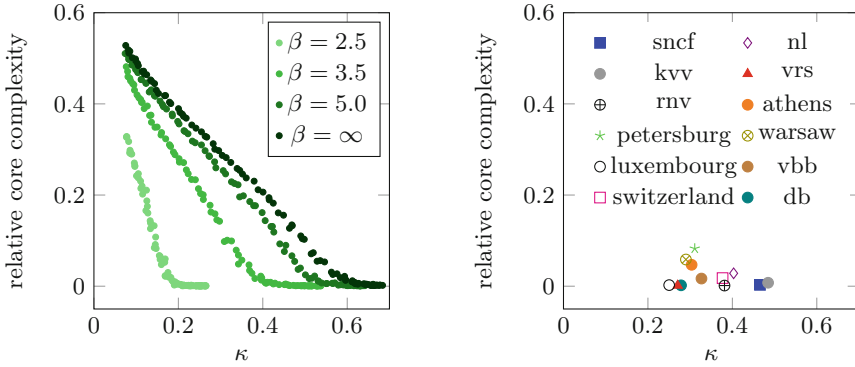 relative core complexity
0.6
0.4
0.2
0
0
0.2
0.4
0.6
κ
β = 2.5
β = 3.5
β = 5.0
β = ∞
relative core complexity
0.6
0.4
0.2
0
0
0.2
0.4
0.6
κ
sncf
nl
kvv
vrs
rnv
athens
petersburg
warsaw
luxembourg
vbb
switzerland
db